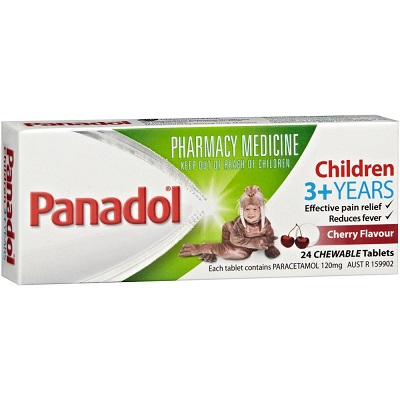 PHARMACY MEDICINE
KEEP OUT OF REACH OF CHILDREN
Panadol
Panadol
Children
3+YEARS
Effective pain relief ✓
Reduces fever ✓
Cherry Flavour
24 CHEWABLE Tablets
Each tablet contains PARACETAMOL 120mg AUST R 159902